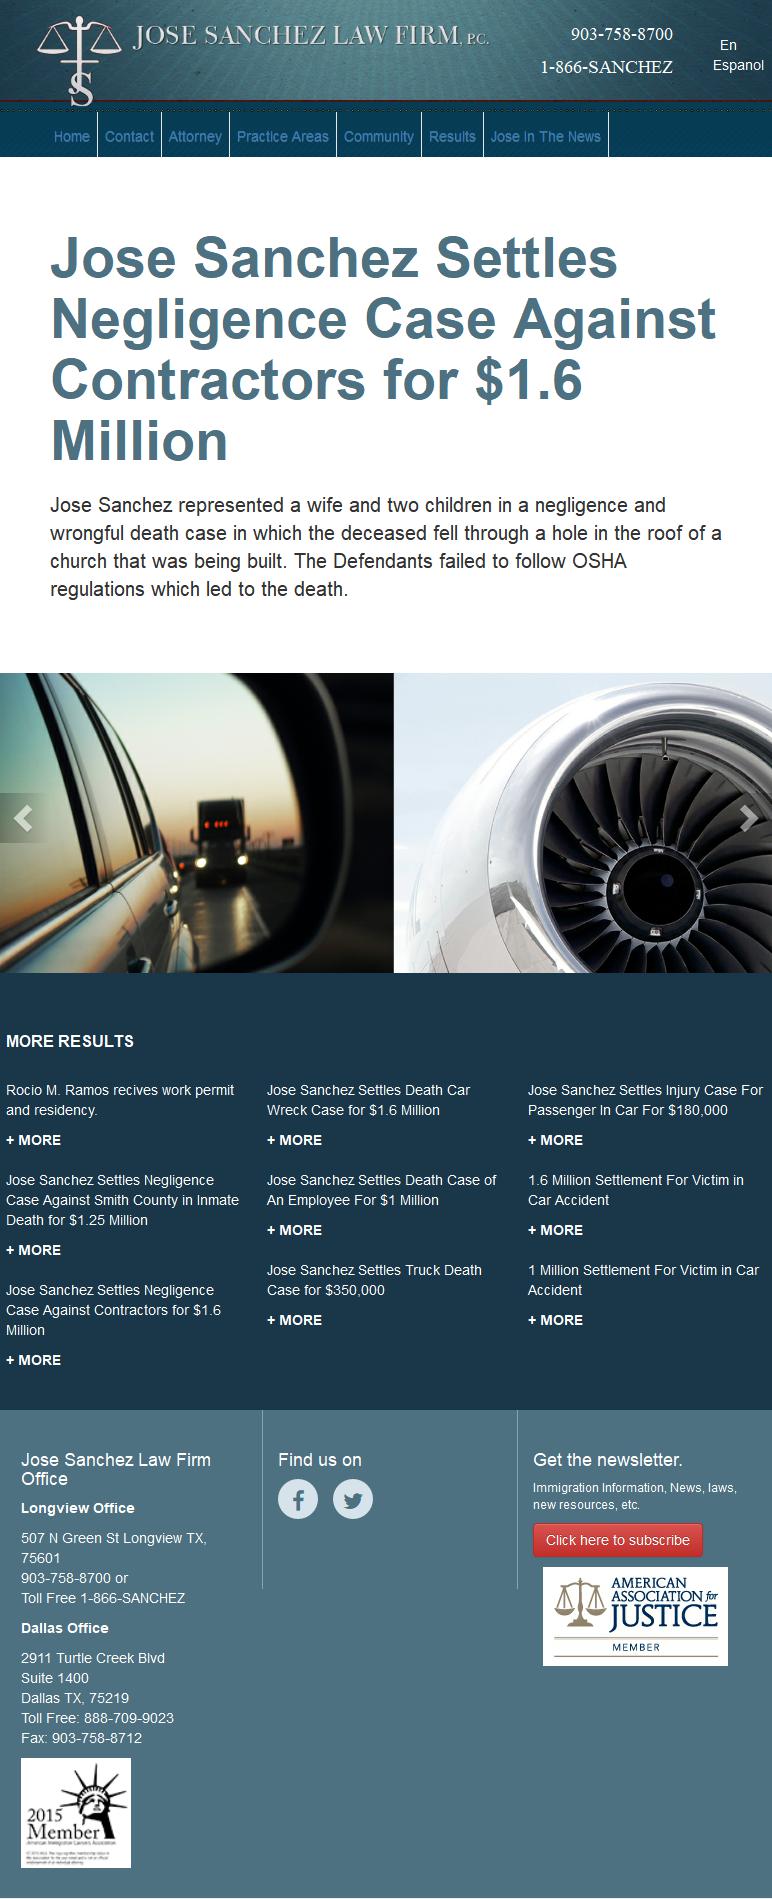 JOSE SANCHEZ LAW FIRM, P.C.
903-758-8700
1-866-SANCHEZ
En
Espanol
Home Contact Attorney Practice Areas Community Results Jose In The News
Jose Sanchez Settles
Negligence Case Against
Contractors for $1.6
Million
Jose Sanchez represented a wife and two children in a negligence and
wrongful death case in which the deceased fell through a hole in the roof of a
church that was being built. The Defendants failed to follow OSHA
regulations which led to the death.
MORE RESULTS
Rocio M. Ramos recives work permit
and residency.
+ MORE
Jose Sanchez Settles Negligence
Case Against Smith County in Inmate
Death for $1.25 Million
+ MORE
Jose Sanchez Settles Negligence
Case Against Contractors for $1.6
Million
+ MORE
Jose Sanchez Settles Death Car
Wreck Case for $1.6 Million
+ MORE
Jose Sanchez Settles Death Case of
An Employee For $1 Million
+ MORE
Jose Sanchez Settles Truck Death
Case for $350,000
+ MORE
Jose Sanchez Settles Injury Case For
Passenger In Car For $180,000
+ MORE
1.6 Million Settlement For Victim in
Car Accident
+ MORE
1 Million Settlement For Victim in Car
Accident
+ MORE
Jose Sanchez Law Firm
Office
Longview Office
507 N Green St Longview TX,
75601
903-758-8700 or
Toll Free 1-866-SANCHEZ
Dallas Office
2911 Turtle Creek Blvd
Suite 1400
Dallas TX, 75219
Toll Free: 888-709-9023
Fax: 903-758-8712
2015
Member
American Immigration Lawyers Association
Find us on
Get the newsletter.
Immigration Information, News, laws,
new resources, etc.
Click here to subscribe
AMERICAN
ASSOCIATION for
JUSTICE
MEMBER